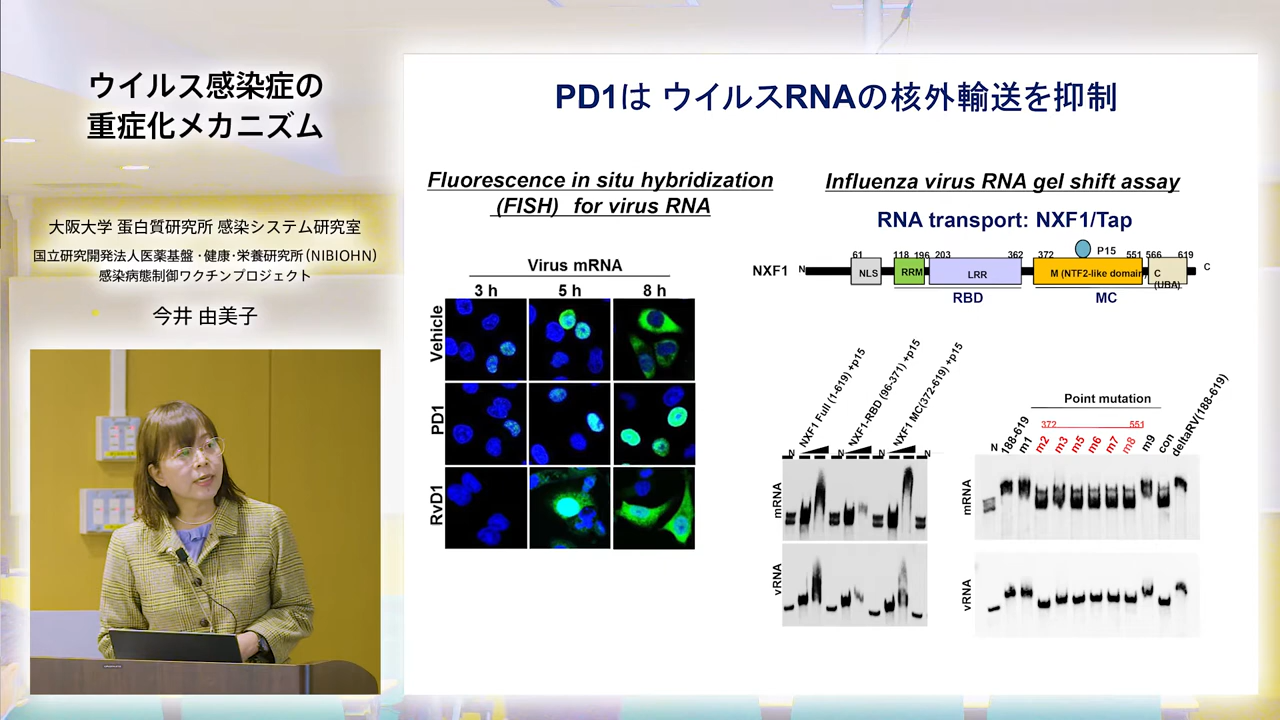 ウイルス感染症の
重症化メカニズム
大阪大学 蛋白質研究所 感染システム研究室
国立研究開発法人医薬基盤・健康・栄養研究所(NIBIOHN)
感染病態制御ワクチンプロジェクト
今井 由美子
PD1は ウイルスRNAの核外輸送を抑制
Fluorescence in situ hybridization
(FISH) for virus RNA
Virus mRNA
3 h 5 h 8 h
Vehicle
PD1
RvD1
Influenza virus RNA gel shift assay
RNA transport: NXF1/Tap
P15
61 118 196 203 362 372 551 566 619
NXF1 N NLS RRM LRR M (NTF2-like domain) C (UBA) C
RBD MC
N NXF1 Full (1-619) +p15 N NXF1-RBD (96-371) +p15 N NXF1 MC(372-619) +p15 N
mRNA
vRNA
Point mutation
372 551
N 188-619 m1 m2 m3 m5 m6 m7 m8 m9 con deltaRV(188-619)
mRNA
vRNA